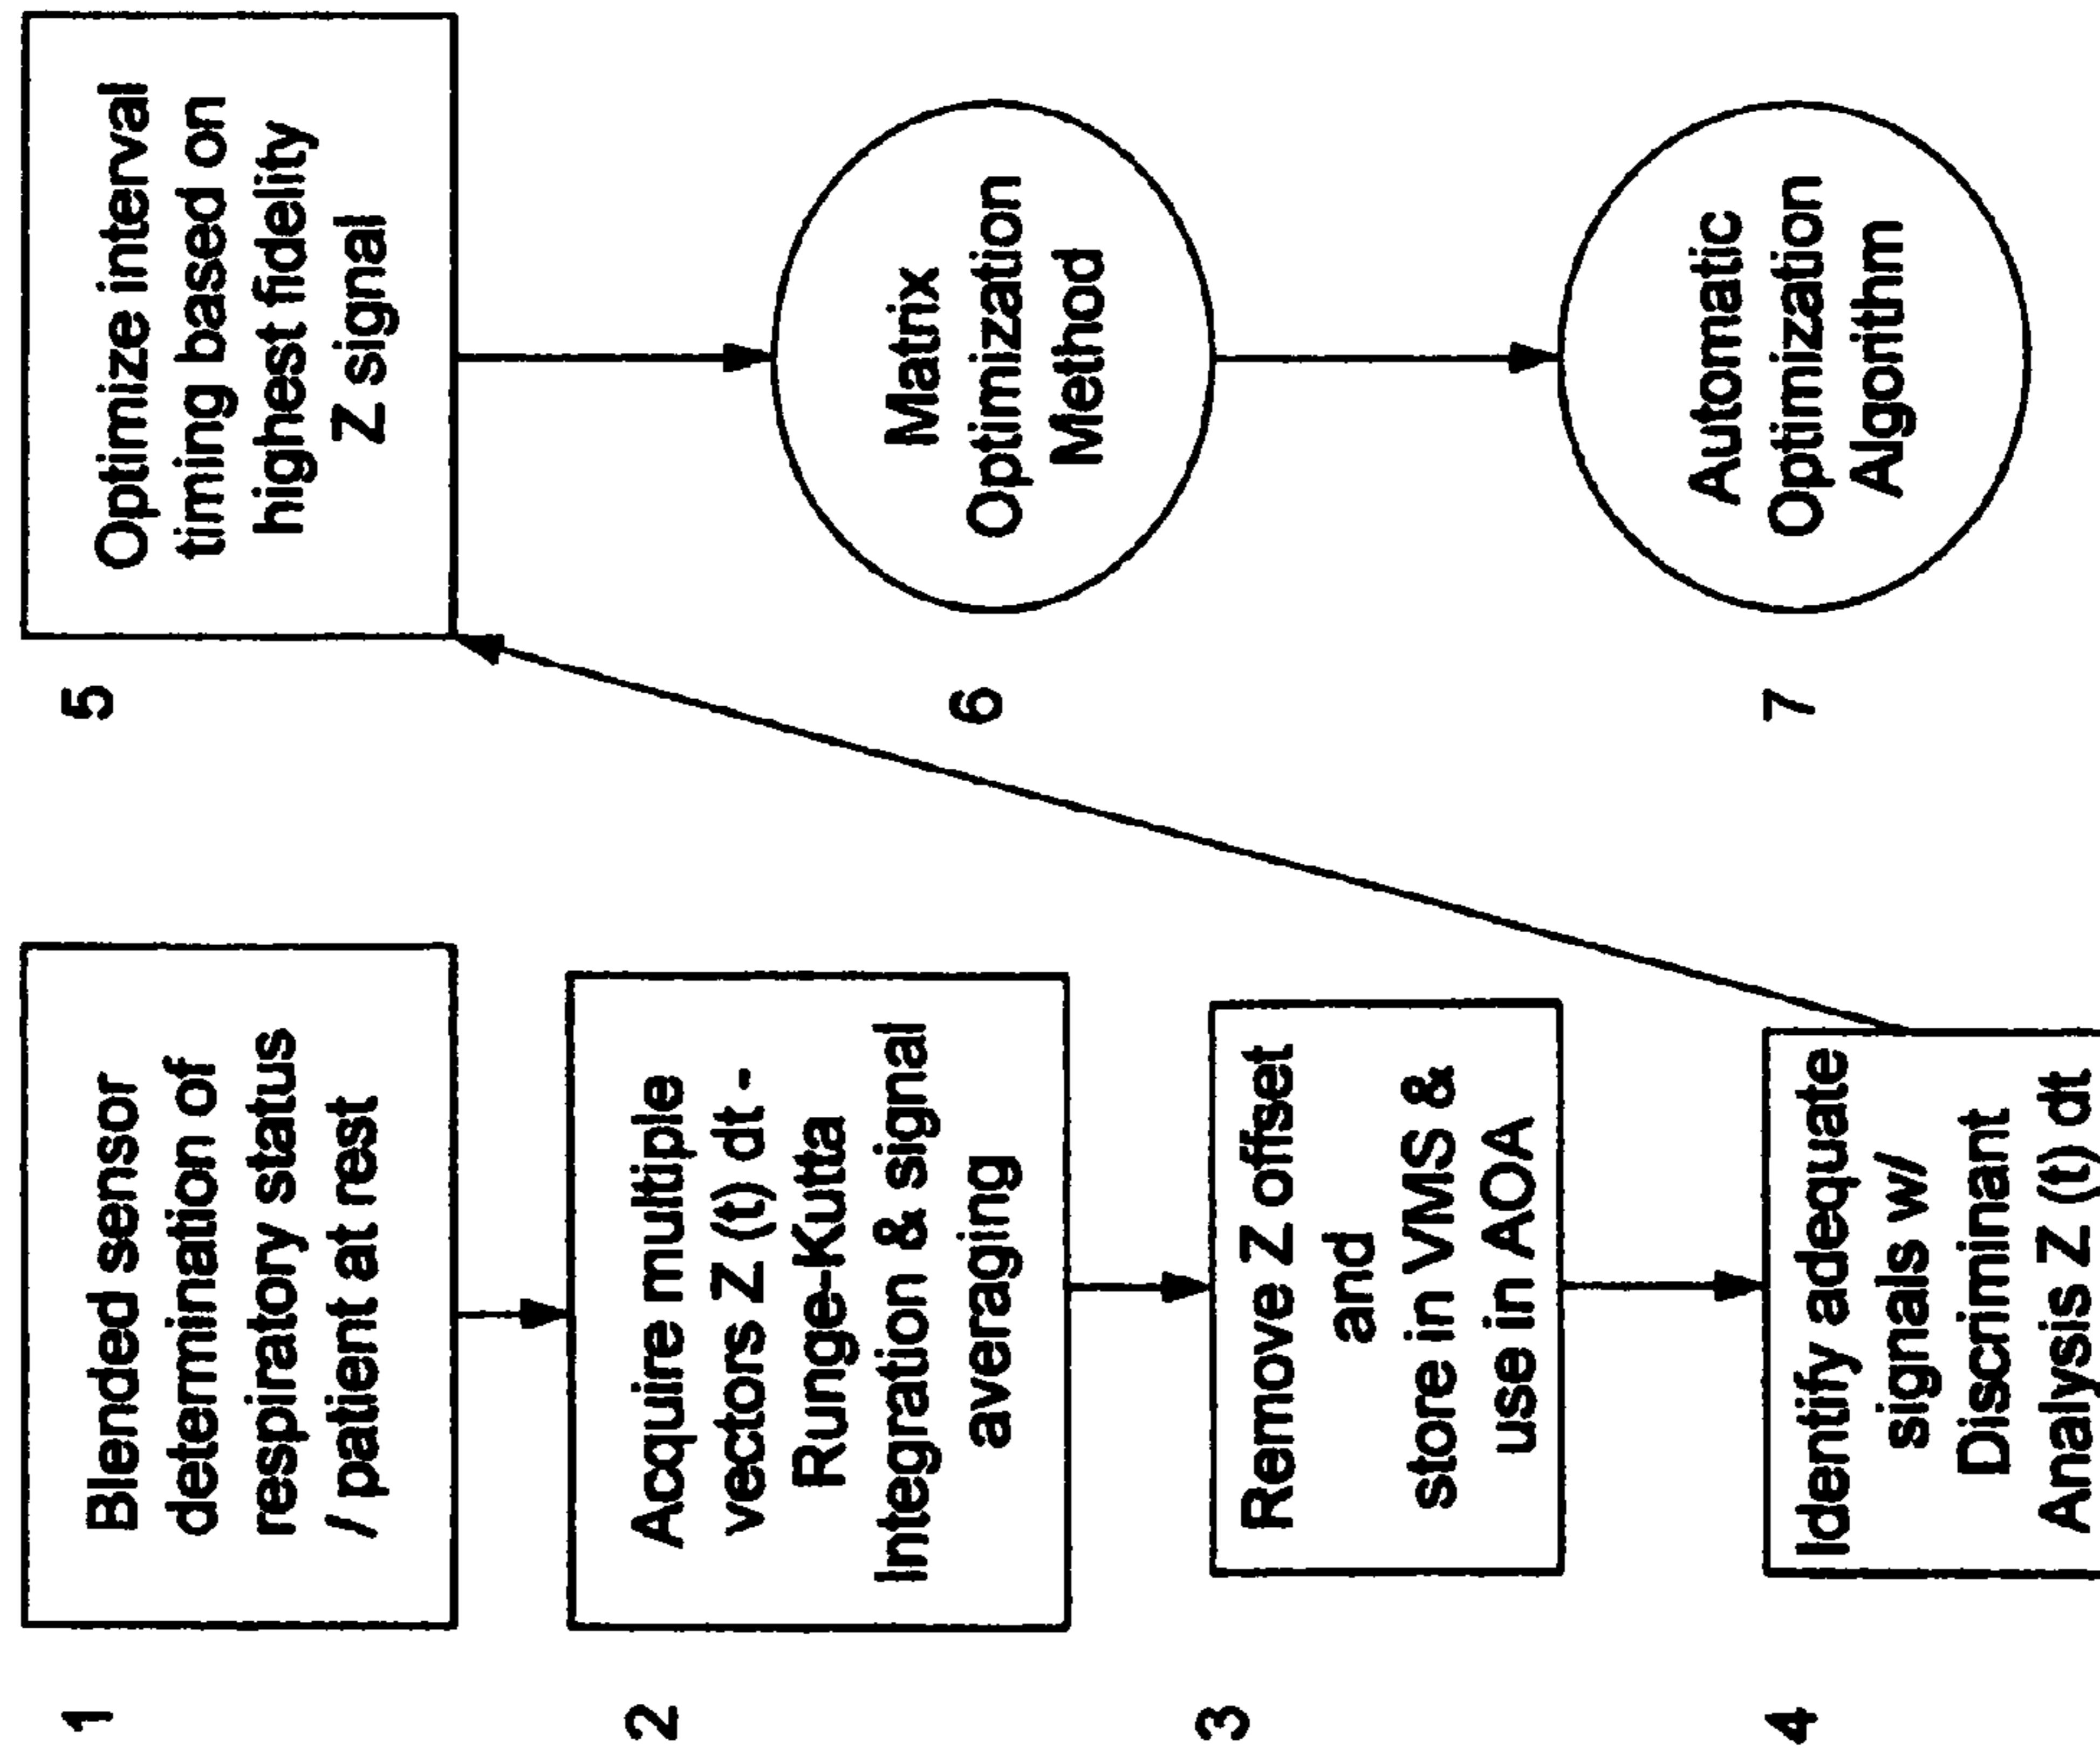 1
Blended sensor
determination of
respiratory status
/ patient at rest
2
Acquire multiple
vectors Z (t) dt -
Runge-Kutta
Integration & signal
averaging
3
Remove Z offset
and
store in VMS &
use in AOA
4
Identify adequate
signals w/
Discriminant
Analysis Z (t) dt
5
Optimize interval
timing based on
highest fidelity
Z signal
6
Matrix
Optimization
Method
7
Automatic
Optimization
Algorithm